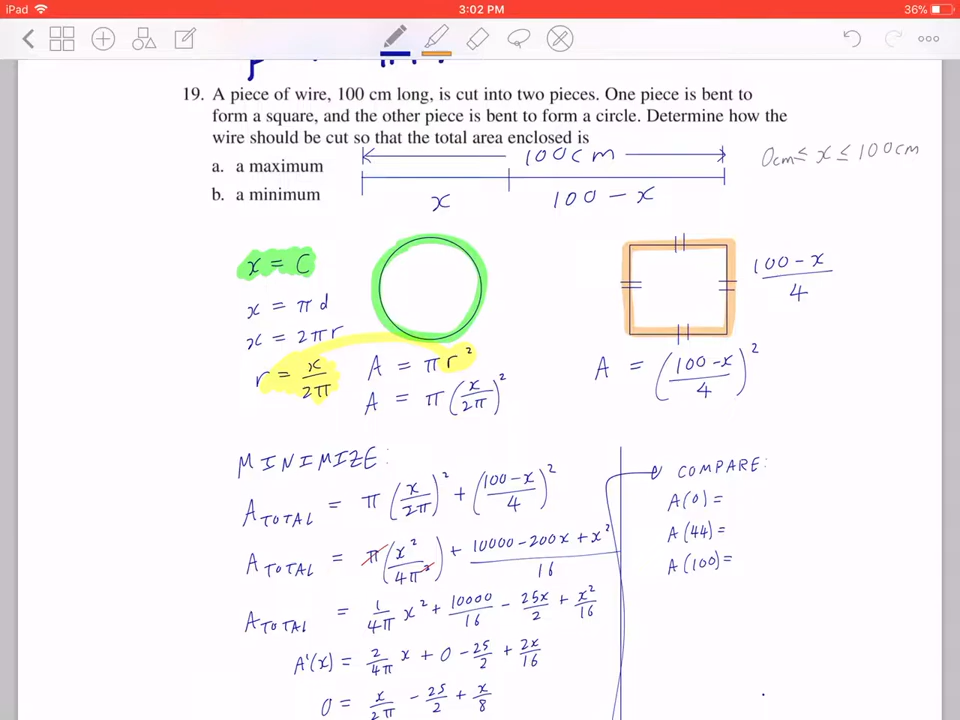 iPad 3:02 PM 36%
19. A piece of wire, 100 cm long, is cut into two pieces. One piece is bent to
form a square, and the other piece is bent to form a circle. Determine how the
wire should be cut so that the total area enclosed is
100cm
0cm ≤ x ≤ 100cm
a. a maximum
b. a minimum
x
100 - x
x = C
x = πd
x = 2πr
r = x/2π
A = πr²
A = π(x/2π)²
(100-x)/4
A = ((100-x)/4)²
MINIMIZE:
A TOTAL = π(x/2π)² + ((100-x)/4)²
A TOTAL = π(x²/4π²) + (10000-200x+x²)/16
A TOTAL = 1/4π x² + 10000/16 - 25x/2 + x²/16
A'(x) = 2/4π x + 0 - 25/2 + 2x/16
0 = x/2π - 25/2 + x/8
COMPARE:
A(0) =
A(44) =
A(100) =